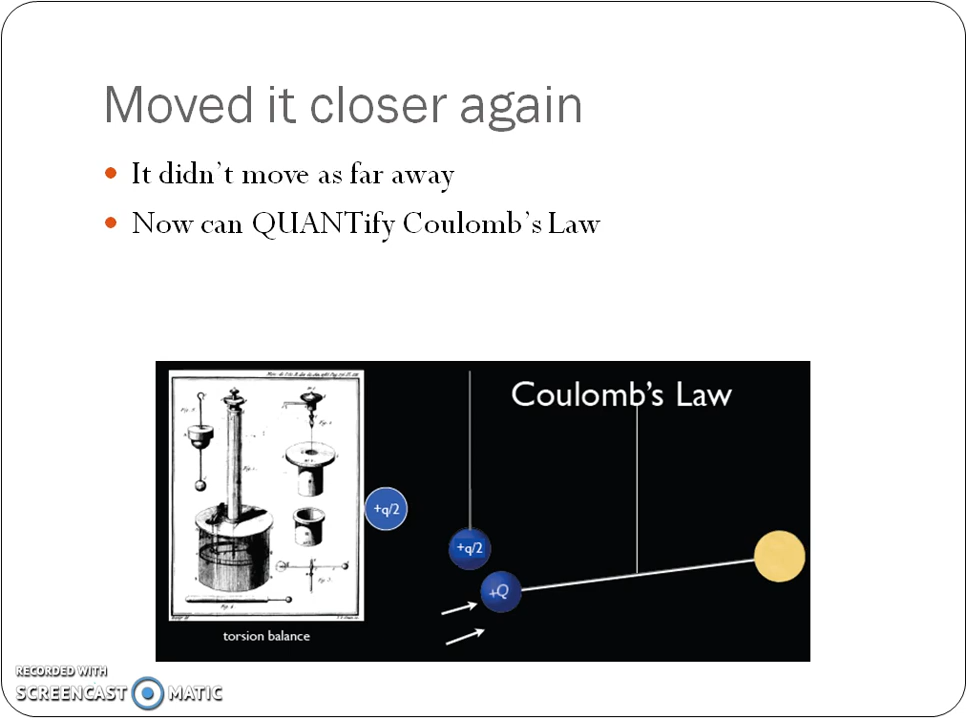 Moved it closer again
It didn't move as far away
Now can QUANTify Coulomb's Law
Coulomb's Law
+q/2
+q/2
+Q
torsion balance
RECORDED WITH
SCREENCAST MATIC